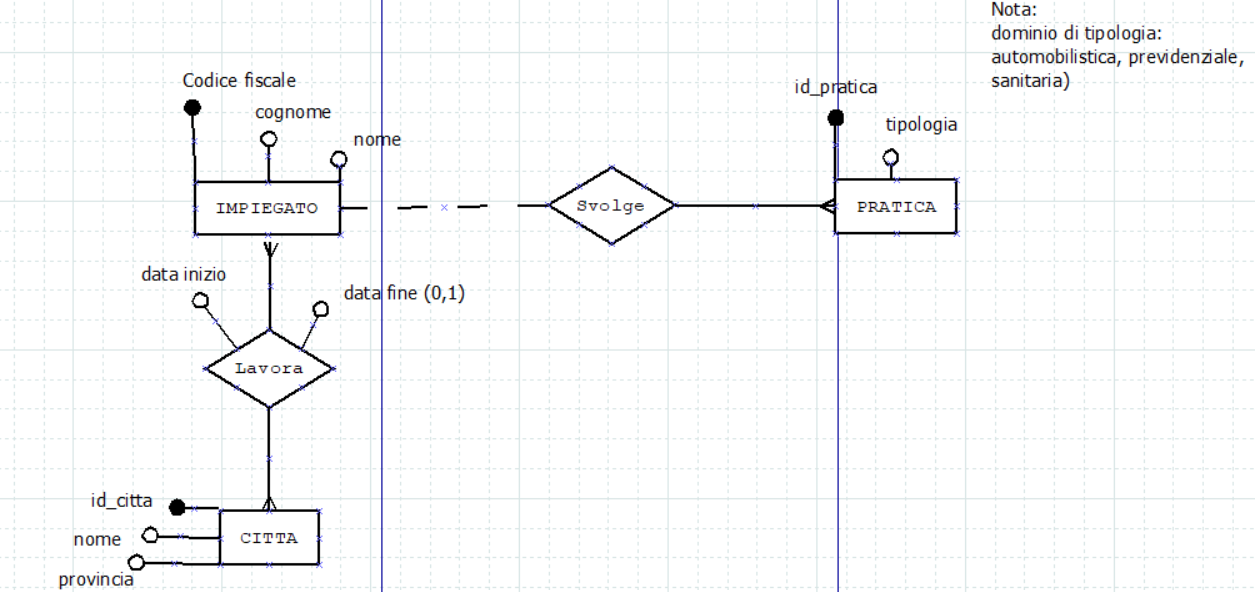 Nota:
dominio di tipologia:
automobilistica, previdenziale,
sanitaria)
Codice fiscale
cognome
nome
id_pratica
tipologia
IMPIEGATO
Svolge
PRATICA
data inizio
data fine (0,1)
Lavora
id_citta
nome
provincia
CITTA